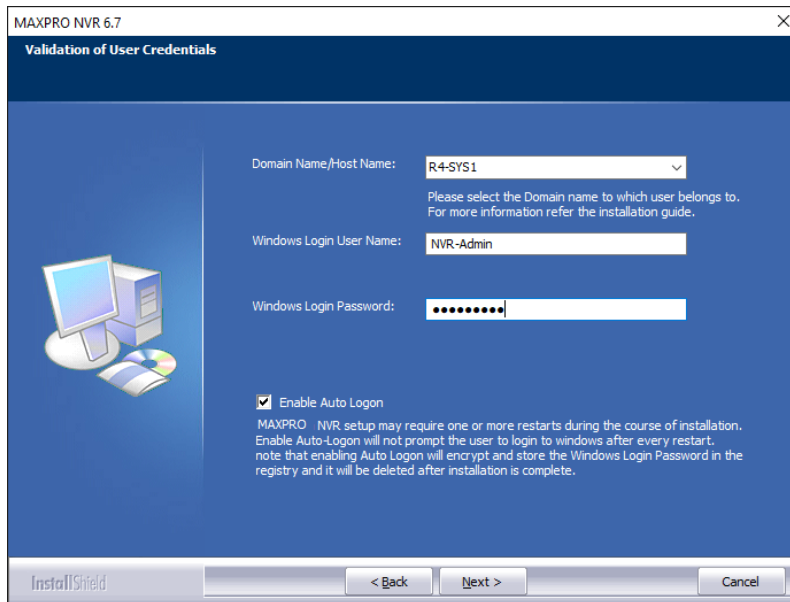 MAXPRO NVR 6.7
Validation of User Credentials
Domain Name/Host Name:
R4-SYS1
Please select the Domain name to which user belongs to.
For more information refer the installation guide.
Windows Login User Name:
NVR-Admin
Windows Login Password:
●●●●●●●●●
Enable Auto Logon
MAXPRO NVR setup may require one or more restarts during the course of installation.
Enable Auto-Logon will not prompt the user to login to windows after every restart.
note that enabling Auto Logon will encrypt and store the Windows Login Password in the
registry and it will be deleted after installation is complete.
InstallShield
< Back
Next >
Cancel